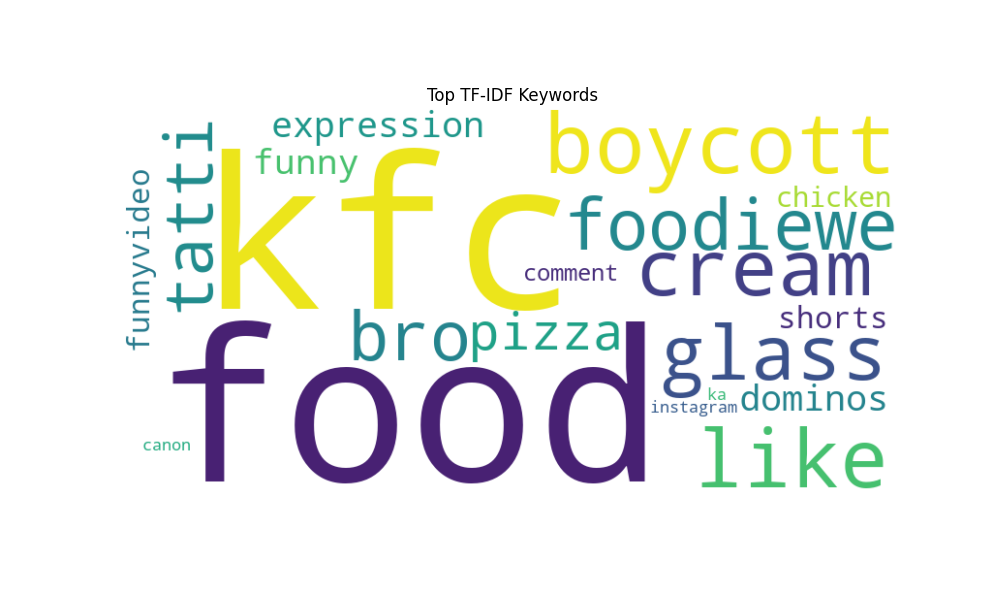 Top TF-IDF Keywords
expression
boycott
funny
tatti
kfc
chicken
funnyvideo
foodiewe
comment
cream
bro
pizza
shorts
glass
food
ka
instagram
dominos
canon
like